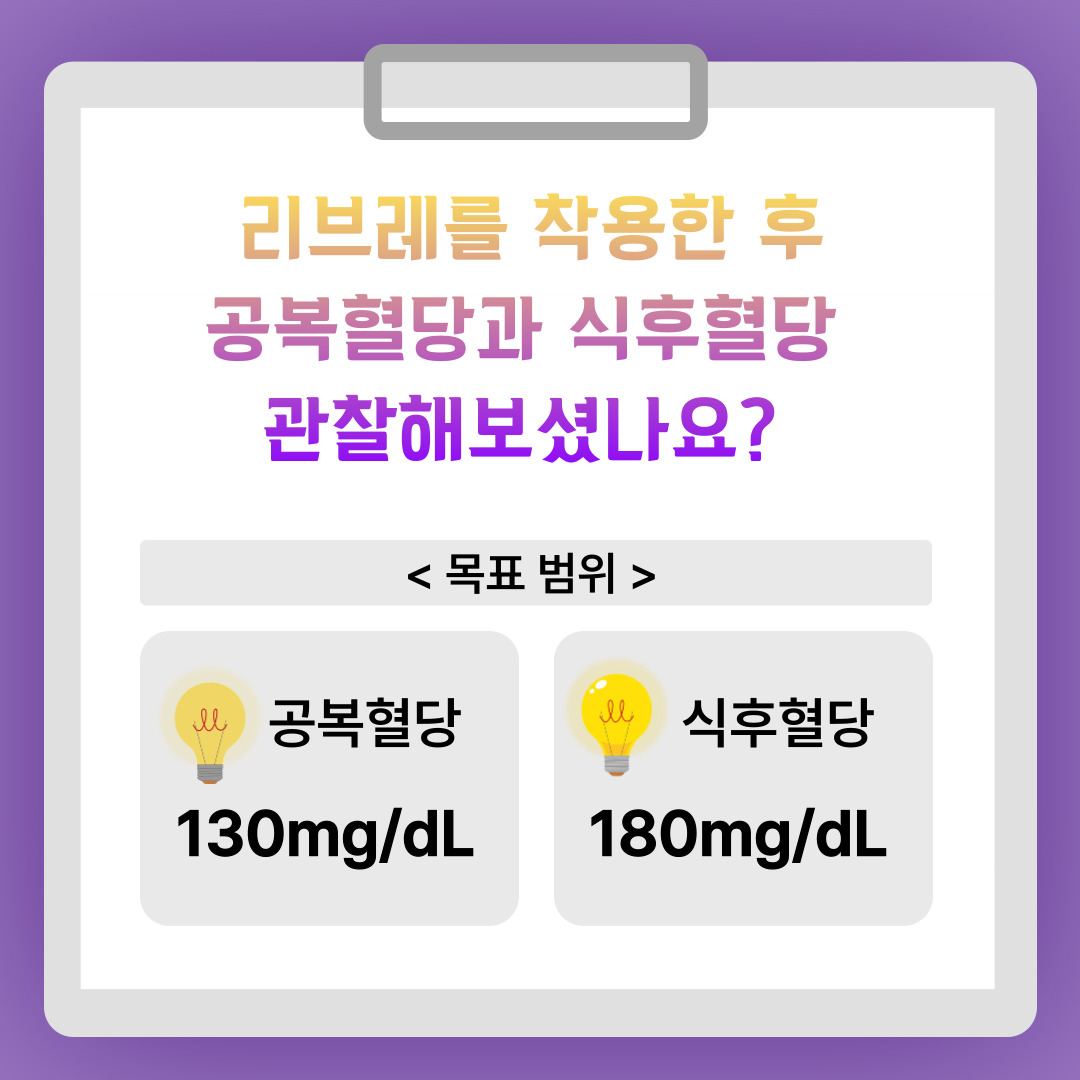 리브레를 착용한 후
공복혈당과 식후혈당
관찰해보셨나요?
< 목표 범위 >
공복혈당
130mg/dL
식후혈당
180mg/dL